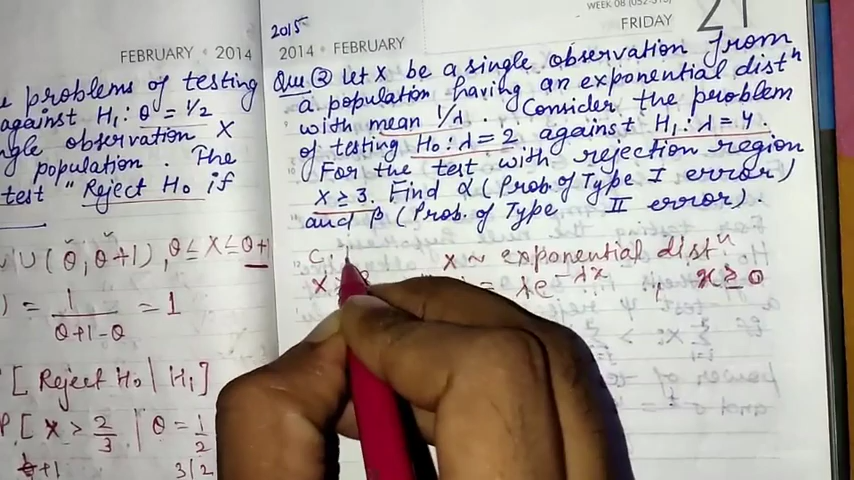 FEBRUARY • 2014
e problems of testing
against H₁: θ = 1/2
ngle observation X
population. The
test "Reject H₀ if
U(θ, θ+1), θ ≤ X ≤ θ+1
) = 1/(θ+1-θ) = 1
[Reject H₀ | H₁]
P[X > 2/3 | θ = 1/2
+1 3/2
2015
2014 • FEBRUARY
WEEK 08
FRIDAY 21
Que ③ Let X be a single observation from
a population having an exponential distⁿ
with mean 1/λ. Consider the problem
of testing H₀: λ = 2 against H₁: λ = 4.
For the test with rejection region
X ≥ 3. Find α (Prob. of Type I error)
and β (Prob. of Type II error).
X ~ exponential distⁿ
= λe^{-λx}, x ≥ 0